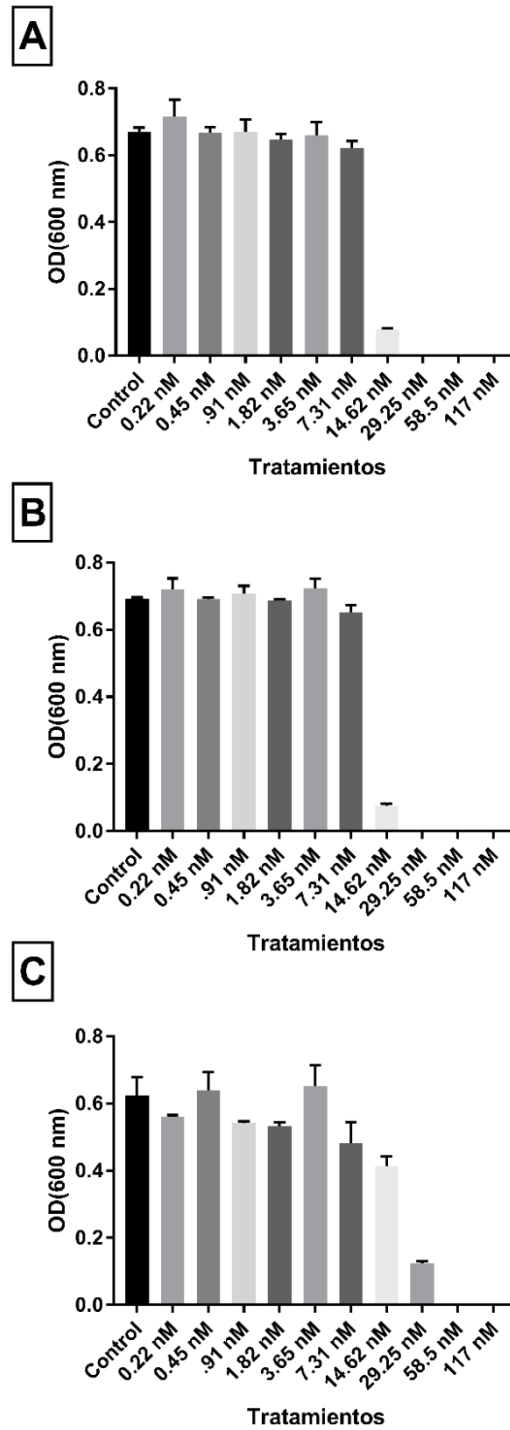 A
OD(600 nm)
0.8
0.6
0.4
0.2
0.0
Control
0.22 nM
0.45 nM
.91 nM
1.82 nM
3.65 nM
7.31 nM
14.62 nM
29.25 nM
58.5 nM
117 nM
Tratamientos
B
OD(600 nm)
0.8
0.6
0.4
0.2
0.0
Control
0.22 nM
0.45 nM
.91 nM
1.82 nM
3.65 nM
7.31 nM
14.62 nM
29.25 nM
58.5 nM
117 nM
Tratamientos
C
OD(600 nm)
0.8
0.6
0.4
0.2
0.0
Control
0.22 nM
0.45 nM
.91 nM
1.82 nM
3.65 nM
7.31 nM
14.62 nM
29.25 nM
58.5 nM
117 nM
Tratamientos